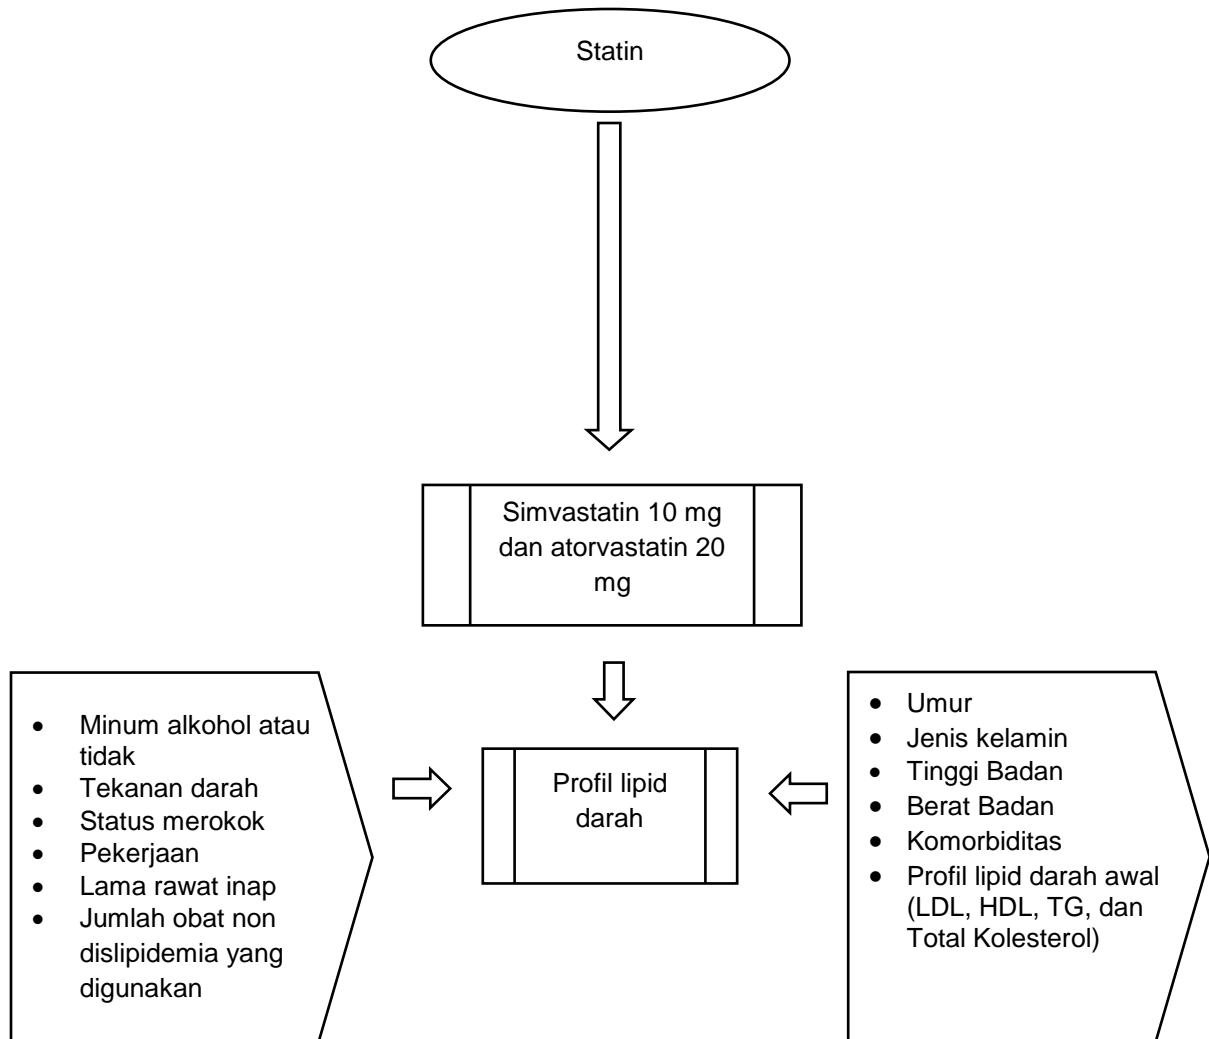 Statin
Simvastatin 10 mg
dan atorvastatin 20
mg
• Minum alkohol atau
tidak
• Tekanan darah
• Status merokok
• Pekerjaan
• Lama rawat inap
• Jumlah obat non
dislipidemia yang
digunakan
Profil lipid
darah
• Umur
• Jenis kelamin
• Tinggi Badan
• Berat Badan
• Komorbiditas
• Profil lipid darah awal
(LDL, HDL, TG, dan
Total Kolesterol)